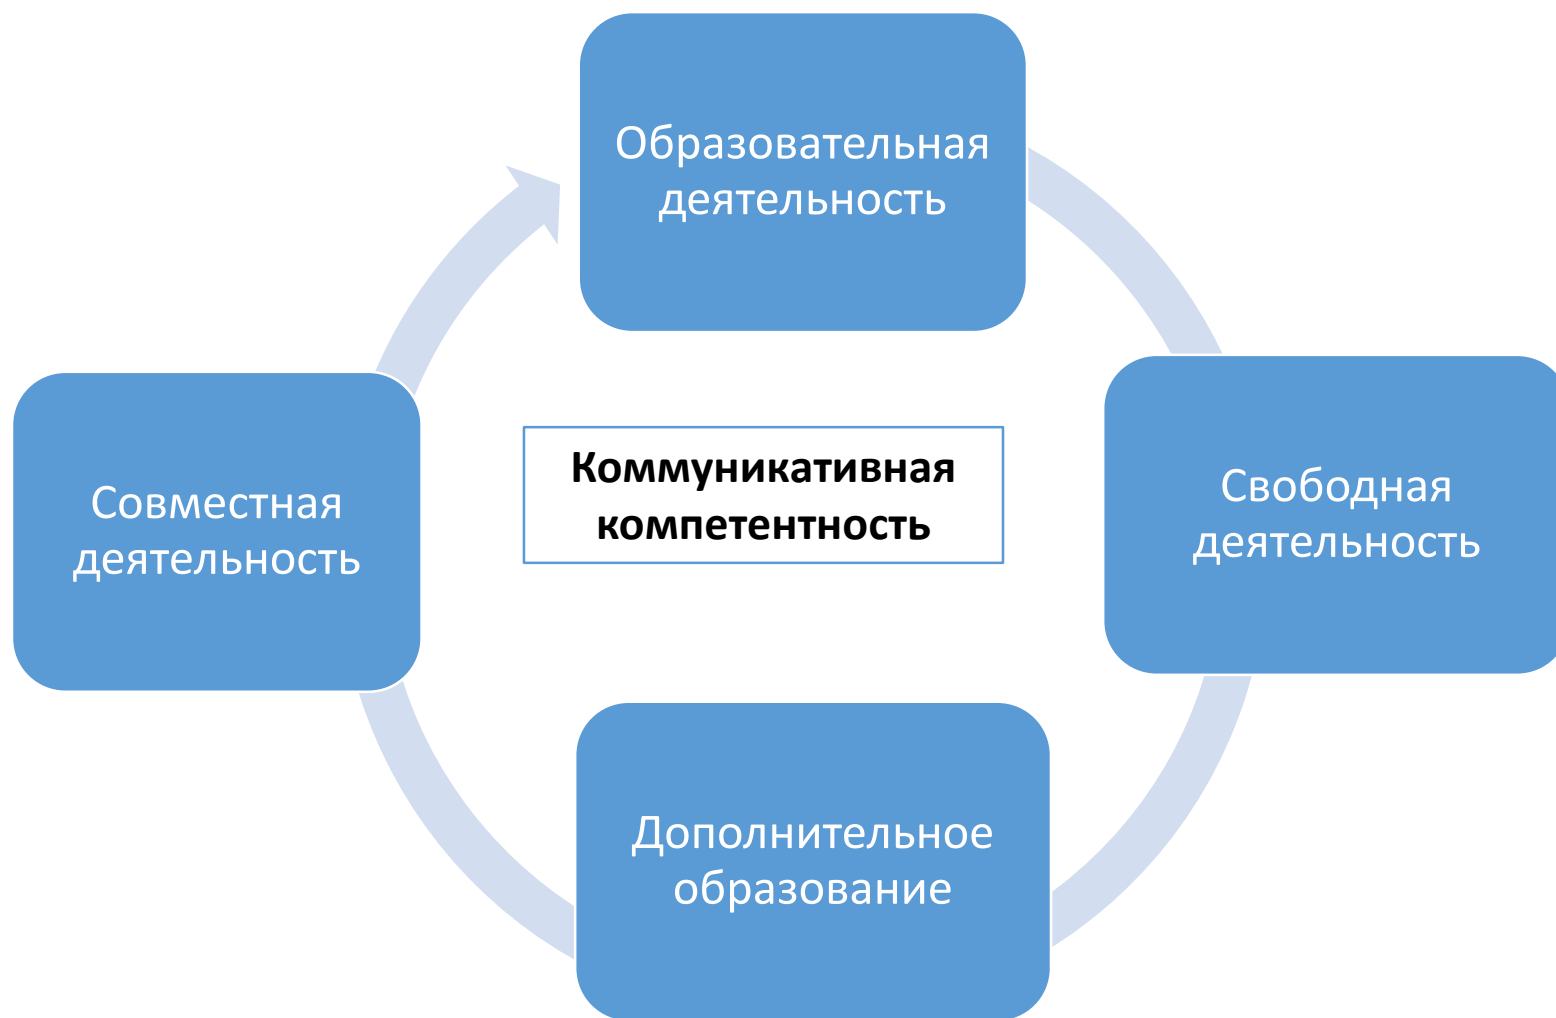 Образовательная
деятельность
Коммуникативная
компетентность
Свободная
деятельность
Совместная
деятельность
Дополнительное
образование